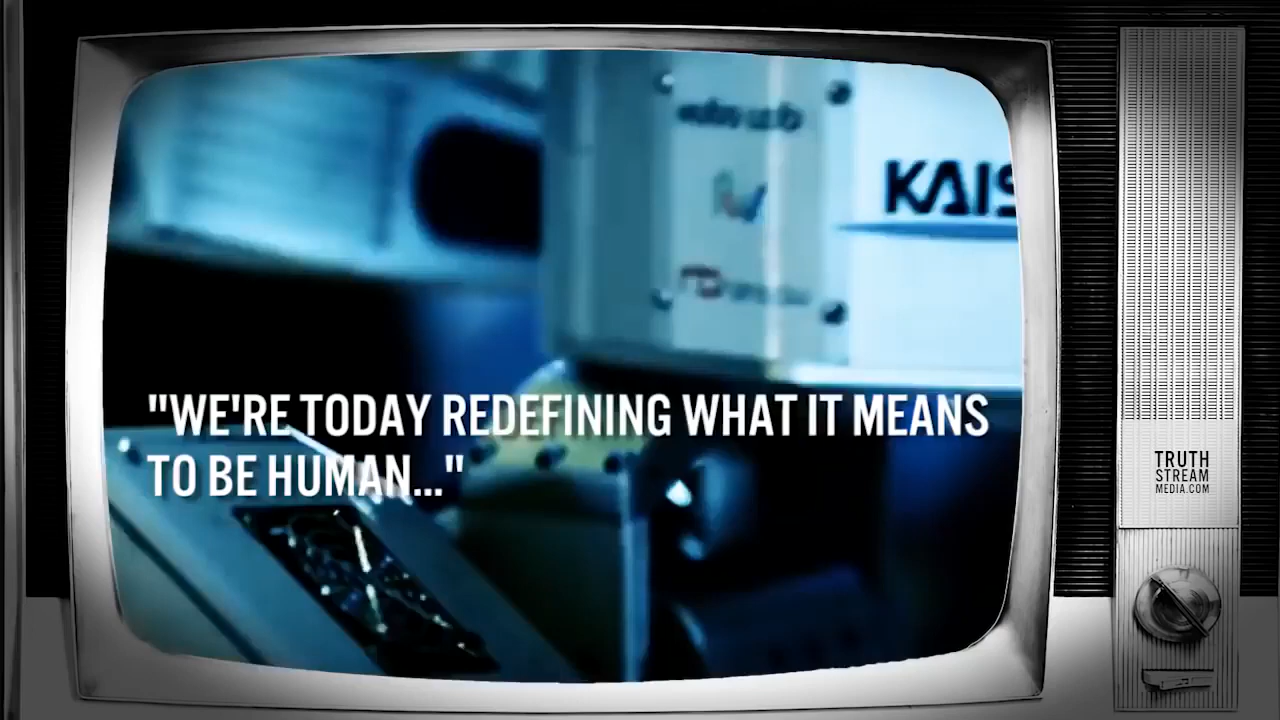 KAIS
"WE'RE TODAY REDEFINING WHAT IT MEANS
TO BE HUMAN..."
TRUTH
STREAM
MEDIA.COM